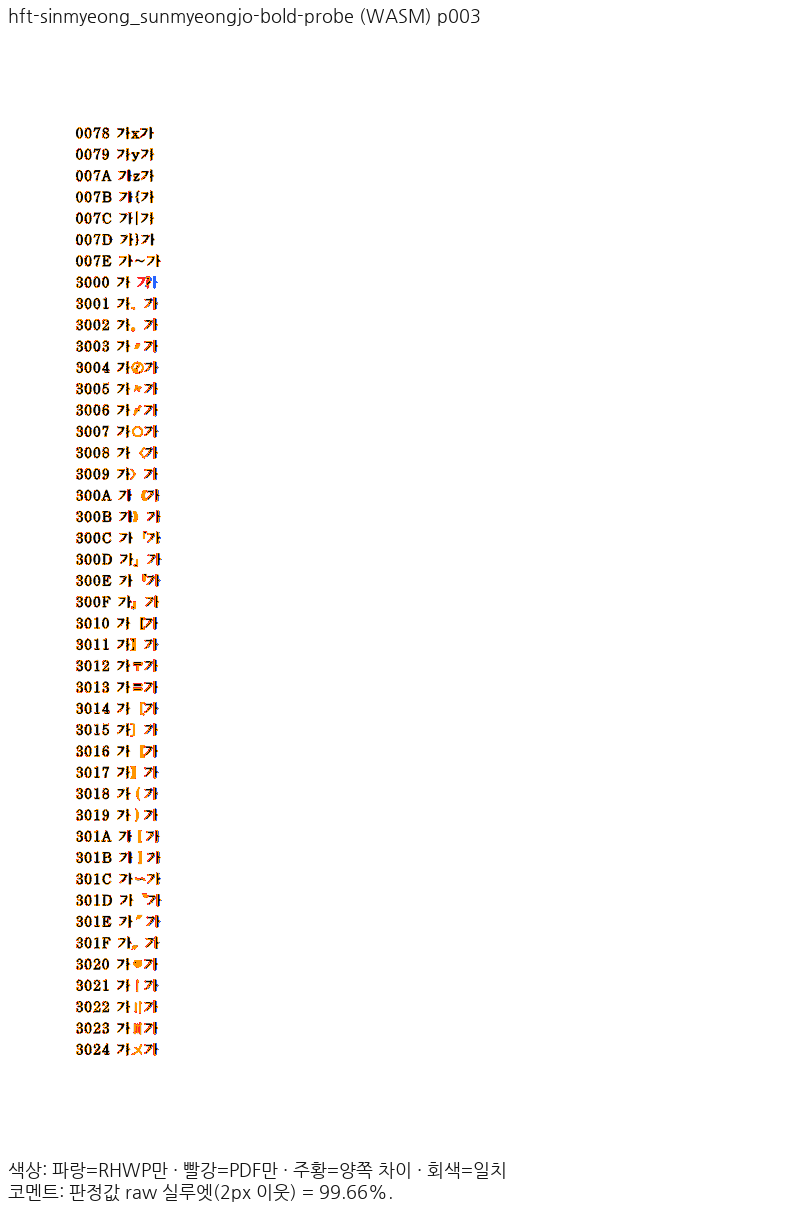 hft-sinmyeong_sunmyeongjo-bold-probe (WASM) p003
0078 가x가
0079 가y가
007A 가z가
007B 가{가
007C 가|가
007D 가}가
007E 가~가
3000 가　가
3001 가、가
3002 가。가
3003 가〃가
3004 가〄가
3005 가々가
3006 가〆가
3007 가〇가
3008 가〈가
3009 가〉가
300A 가《가
300B 가》가
300C 가「가
300D 가」가
300E 가『가
300F 가』가
3010 가【가
3011 가】가
3012 가〒가
3013 가〓가
3014 가〔가
3015 가〕가
3016 가〖가
3017 가〗가
3018 가〘가
3019 가〙가
301A 가〚가
301B 가〛가
301C 가〜가
301D 가〝가
301E 가〞가
301F 가〟가
3020 가〠가
3021 가〡가
3022 가〢가
3023 가〣가
3024 가〤가
색상: 파랑=RHWP만 · 빨강=PDF만 · 주황=양쪽 차이 · 회색=일치
코멘트: 판정값 raw 실루엣(2px 이웃) = 99.66%.